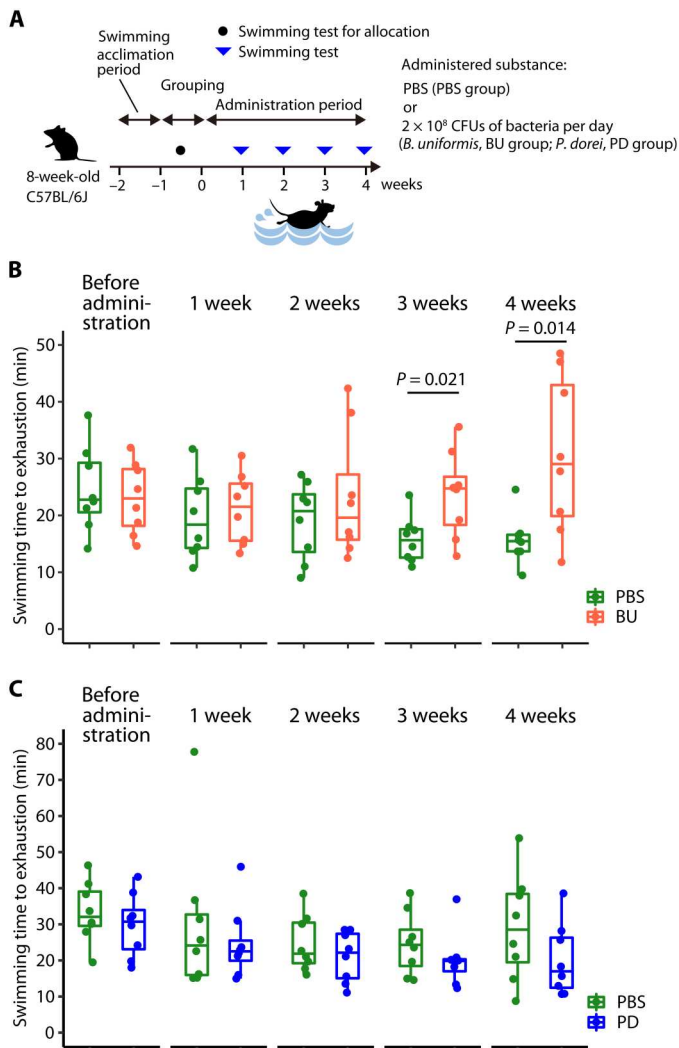 A
Swimming test for allocation
Swimming test
Swimming
acclimation
period
Grouping
Administration period
Administered substance:
PBS (PBS group)
or
2 × 10⁸ CFUs of bacteria per day
(B. uniformis, BU group; P. dorei, PD group)
8-week-old
C57BL/6J
−2 −1 0 1 2 3 4 weeks
B
Before
admini-
stration
1 week
2 weeks
3 weeks
4 weeks
P = 0.021
P = 0.014
Swimming time to exhaustion (min)
50
40
30
20
10
0
PBS
BU
C
Before
admini-
stration
1 week
2 weeks
3 weeks
4 weeks
Swimming time to exhaustion (min)
80
70
60
50
40
30
20
10
0
PBS
PD